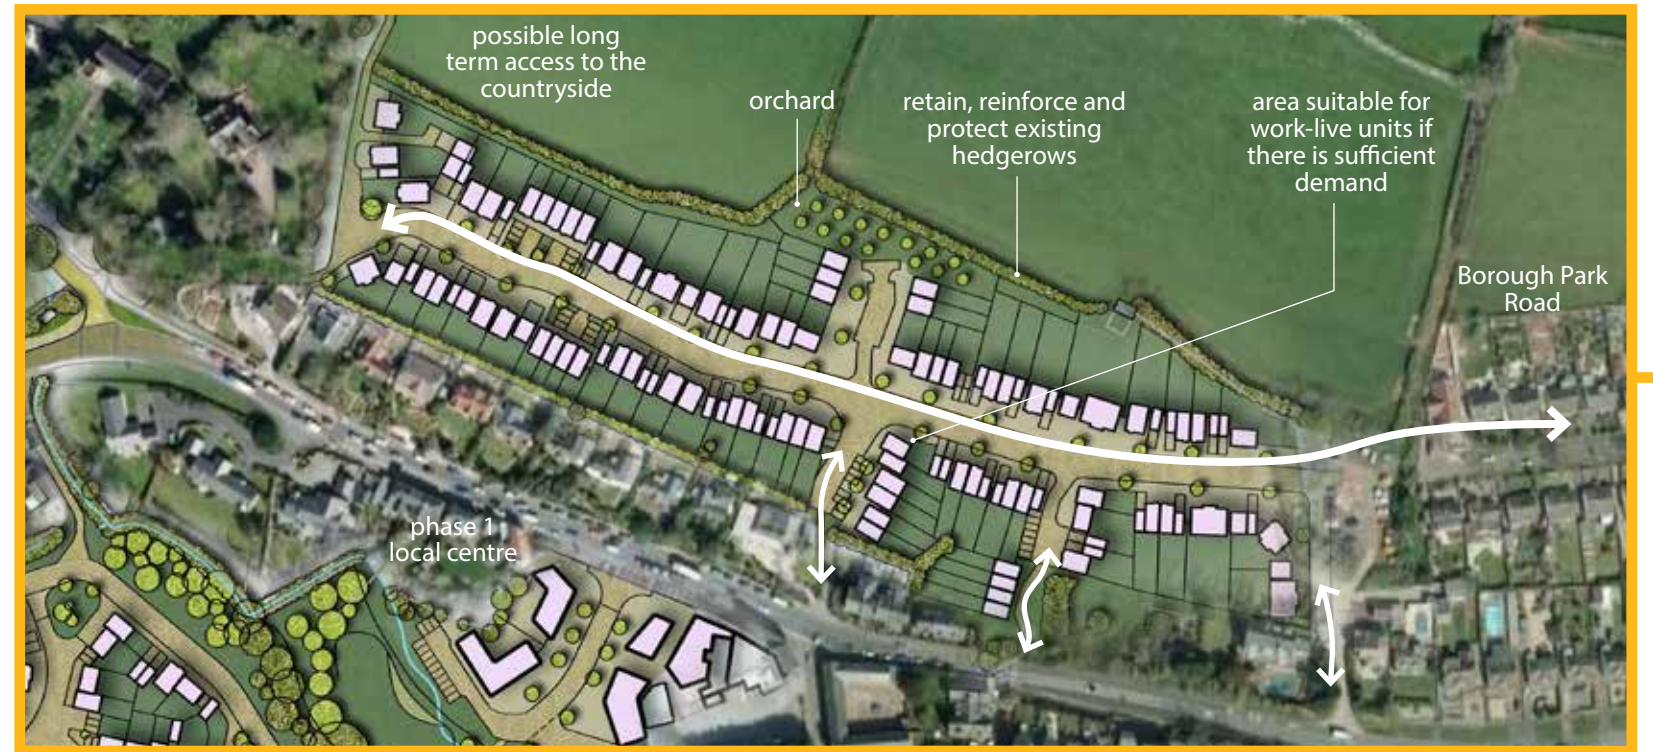 possible long
term access to the
countryside
orchard
retain, reinforce and
protect existing
hedgerows
area suitable for
work-live units if
there is sufficient
demand
Borough Park
Road
phase 1
local centre